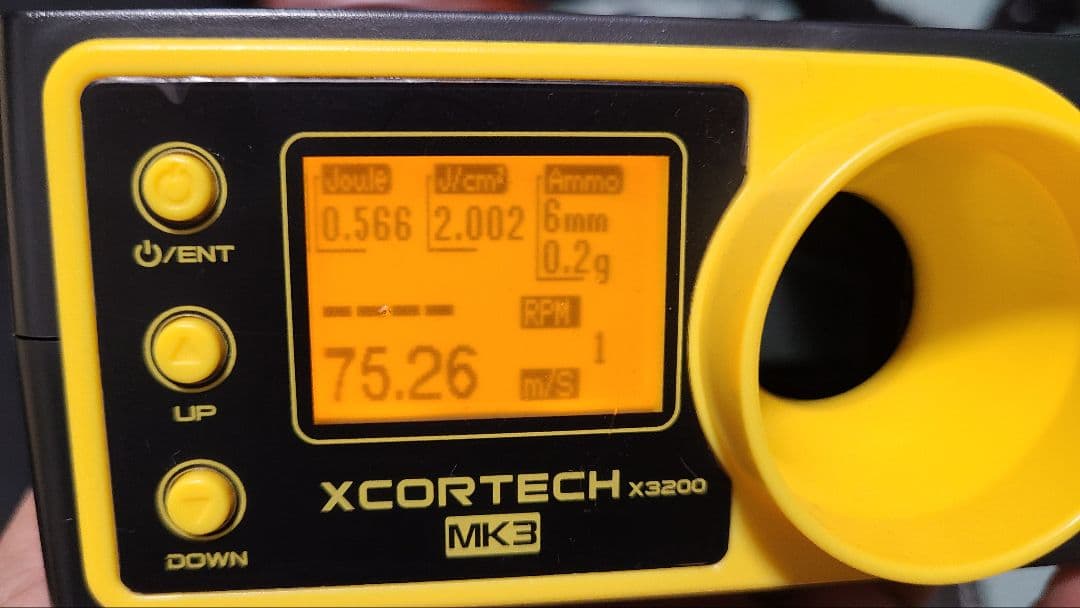 Joule J/cm² Ammo
0.566 2.002 6mm
0.2g
---- RPM
75.26 1
m/S
⏻/ENT
UP
DOWN
XCORTECH X3200
MK3